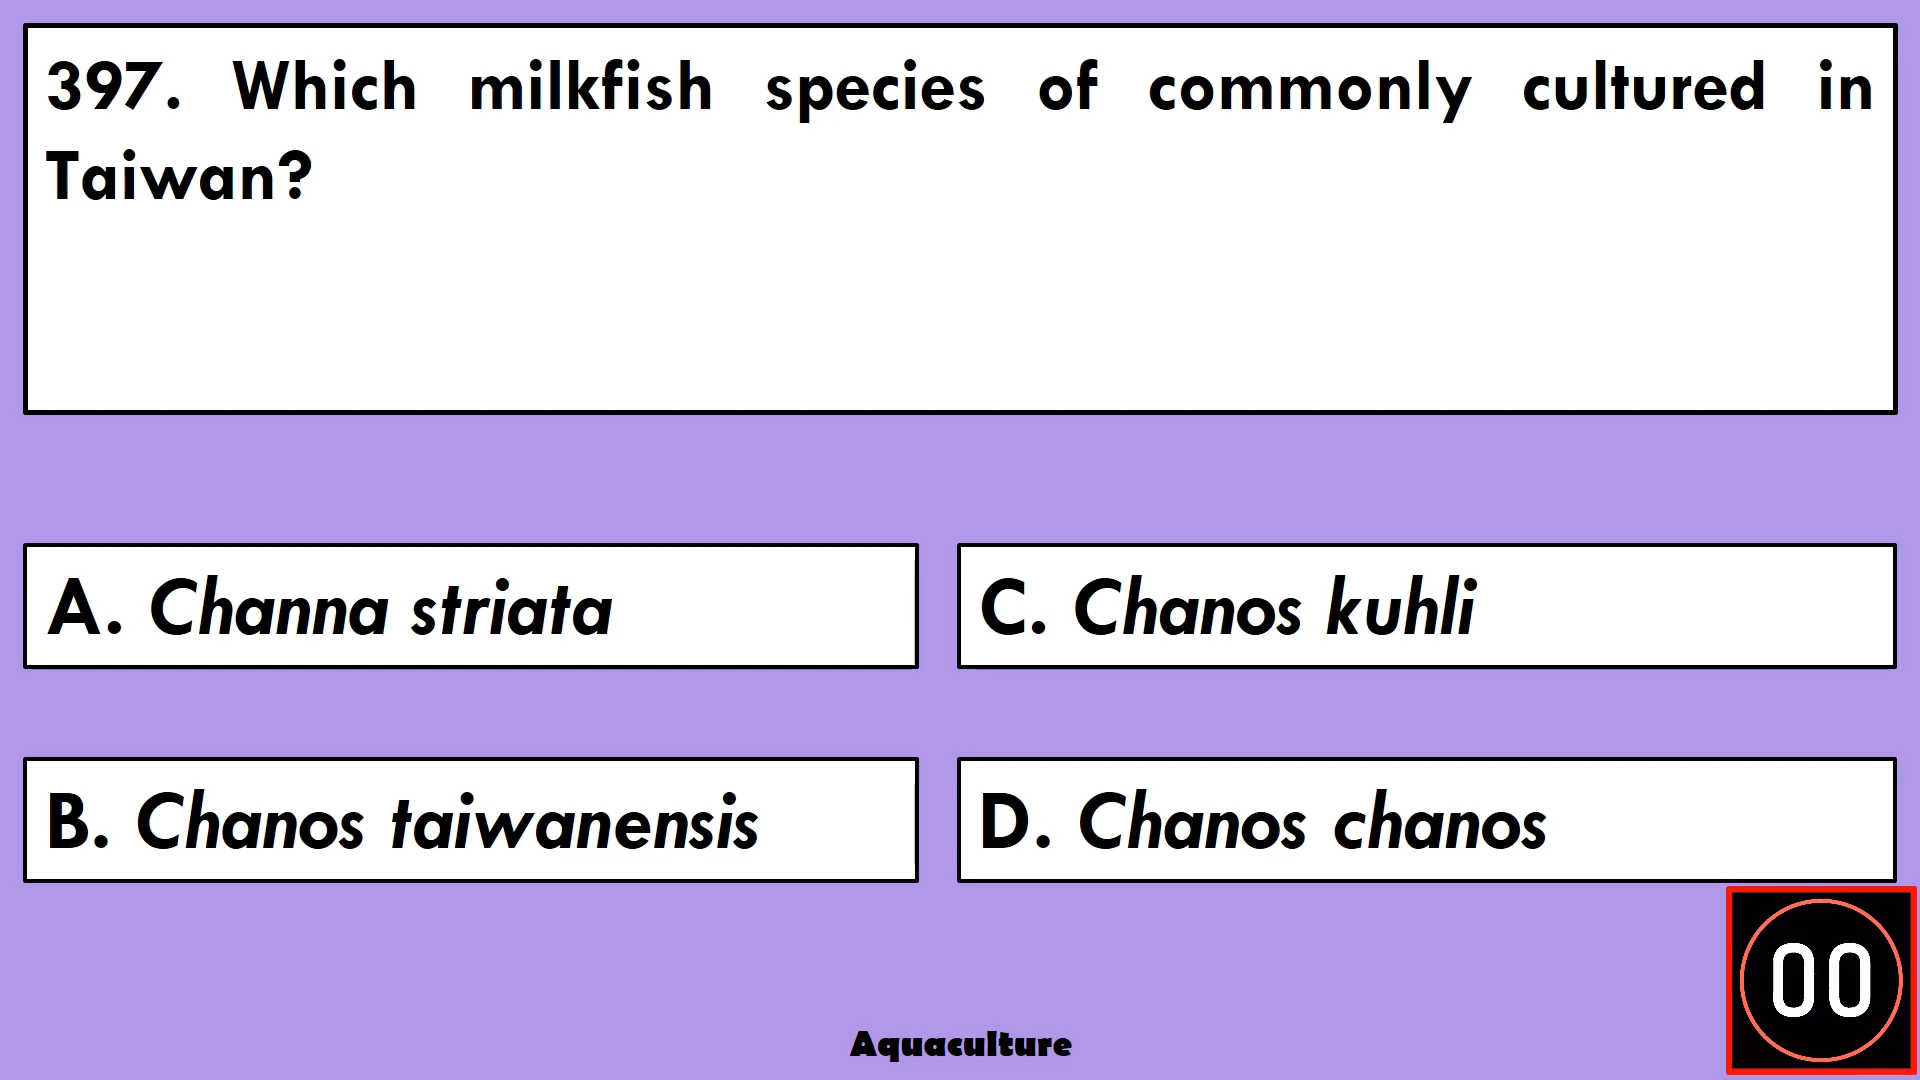 397. Which milkfish species of commonly cultured in
Taiwan?
A. Channa striata
C. Chanos kuhli
B. Chanos taiwanensis
D. Chanos chanos
00
Aquaculture